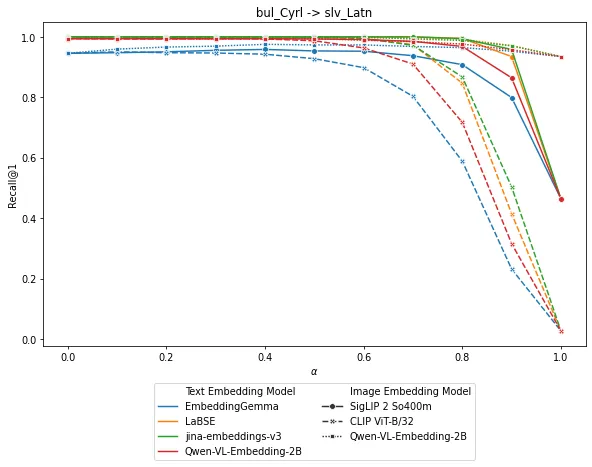 bul_Cyrl -> slv_Latn
1.0
0.8
0.6
0.4
0.2
0.0
Recall@1
0.0 0.2 0.4 0.6 0.8 1.0
α
Text Embedding Model Image Embedding Model
EmbeddingGemma SigLIP 2 So400m
LaBSE CLIP ViT-B/32
jina-embeddings-v3 Qwen-VL-Embedding-2B
Qwen-VL-Embedding-2B